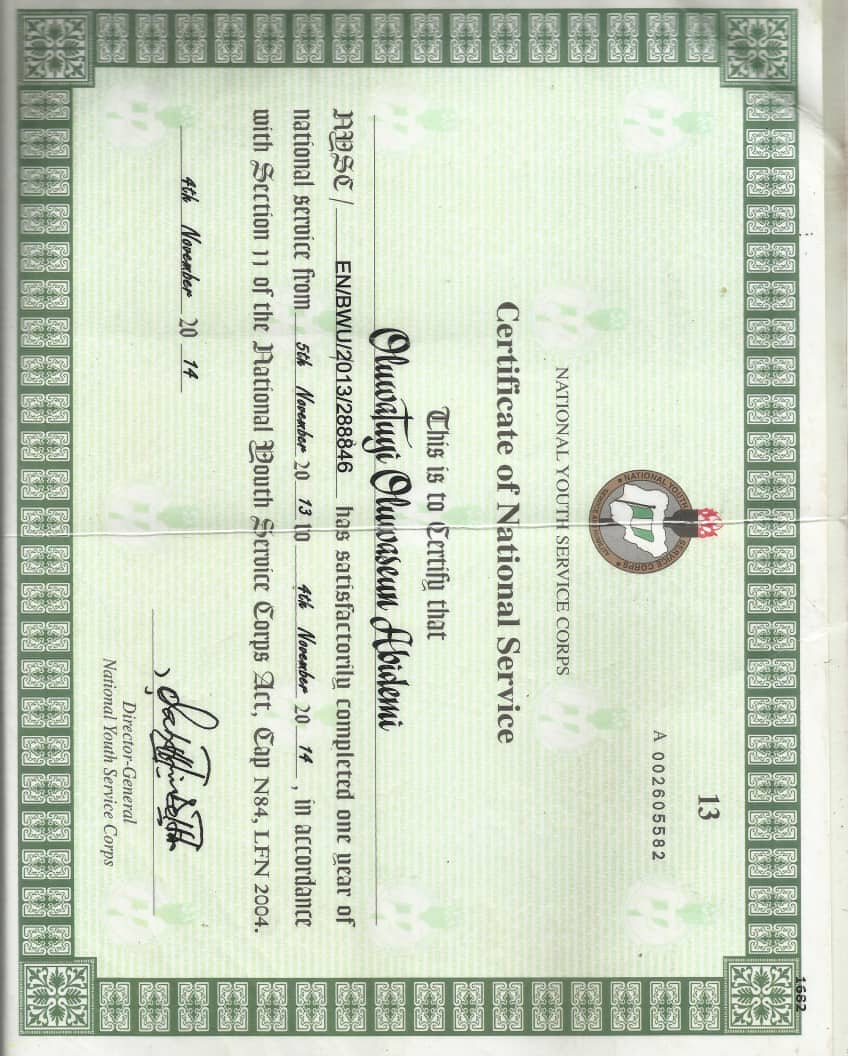 1682
13
A 002605582
NATIONAL YOUTH SERVICE CORPS
NATIONAL YOUTH SERVICE CORPS
Certificate of National Service
This is to Certify that
Oluwatuyi Oluwaseun Abidemi
NYSC / EN/BWU/2013/288846 has satisfactorily completed one year of
national service from 5th November 20 13 to 4th November 20 14, in accordance
with Section 11 of the National Youth Service Corps Act, Cap N84, LFN 2004.
4th November 20 14
Director-General
National Youth Service Corps